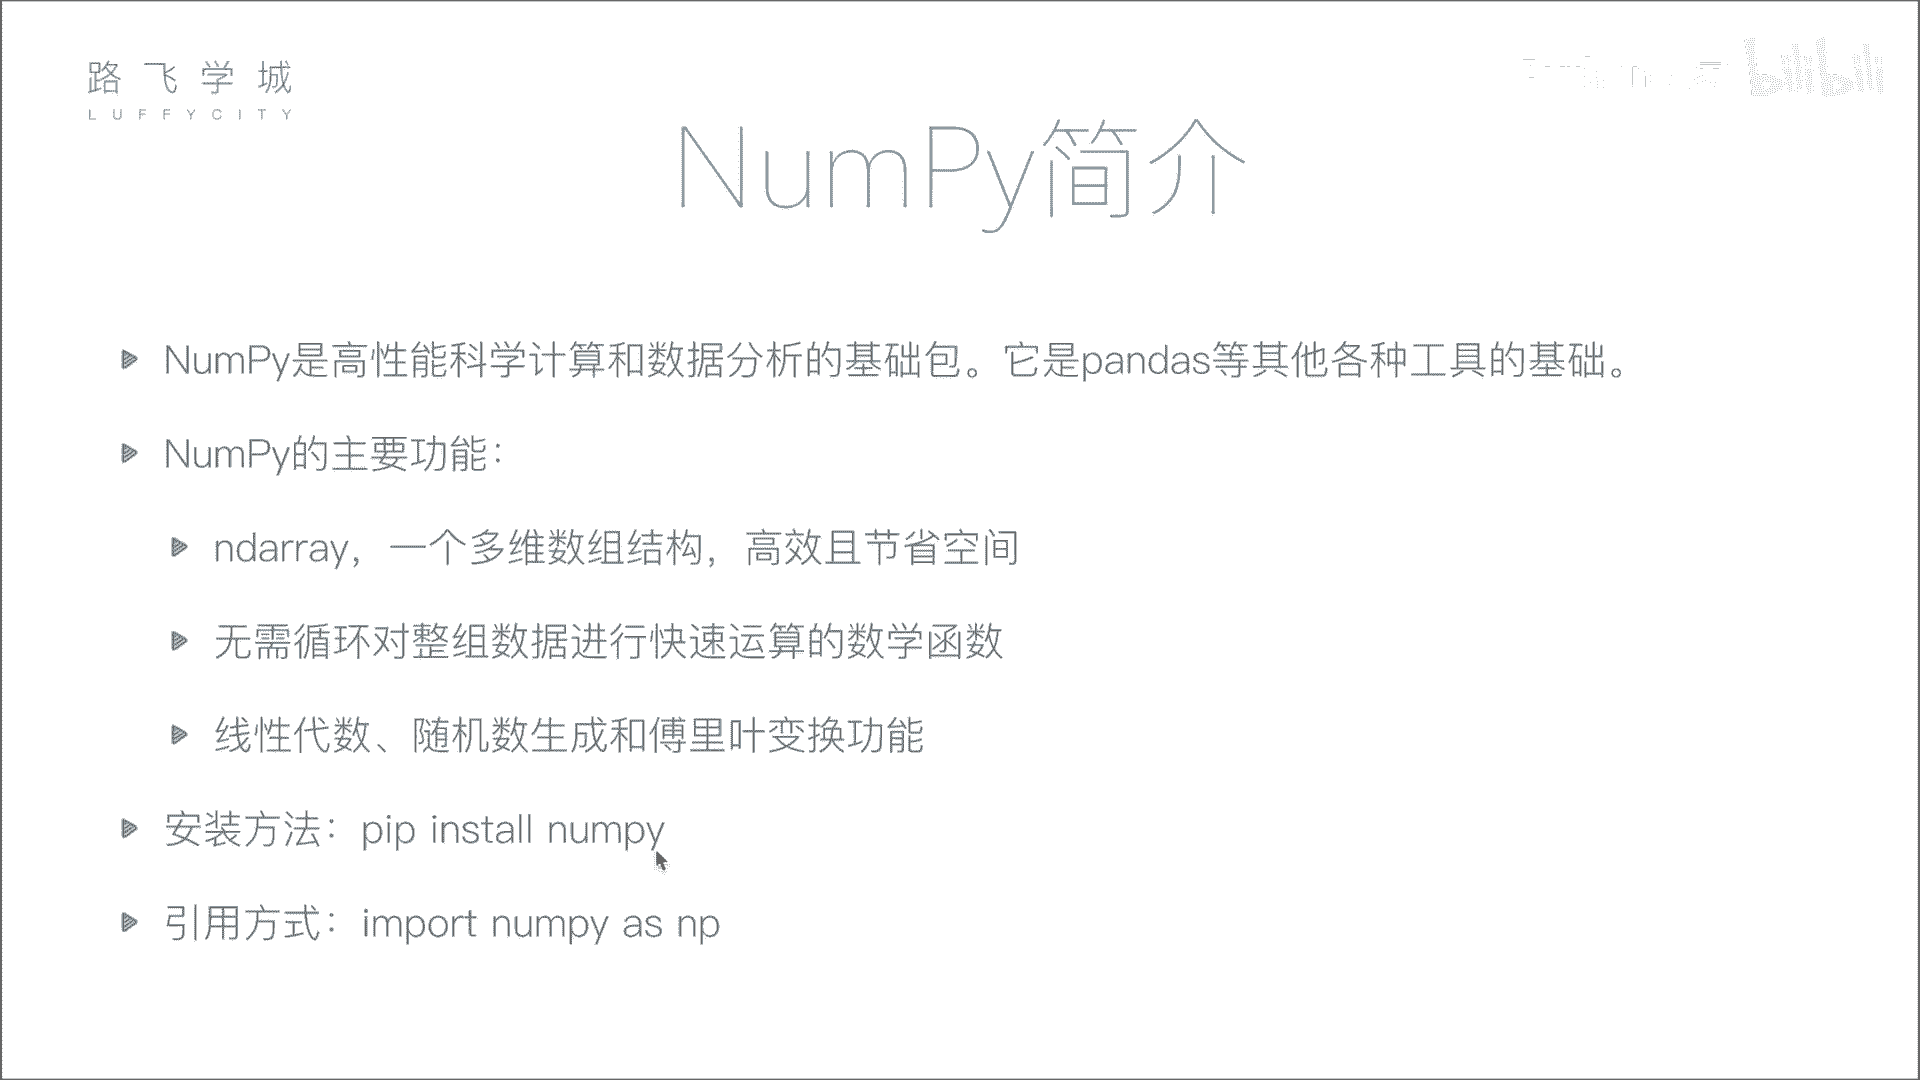 路飞学城
LUFFYCITY
bilibili
NumPy简介
NumPy是高性能科学计算和数据分析的基础包。它是pandas等其他各种工具的基础。
NumPy的主要功能：
ndarray，一个多维数组结构，高效且节省空间
无需循环对整组数据进行快速运算的数学函数
线性代数、随机数生成和傅里叶变换功能
安装方法：pip install numpy
引用方式：import numpy as np